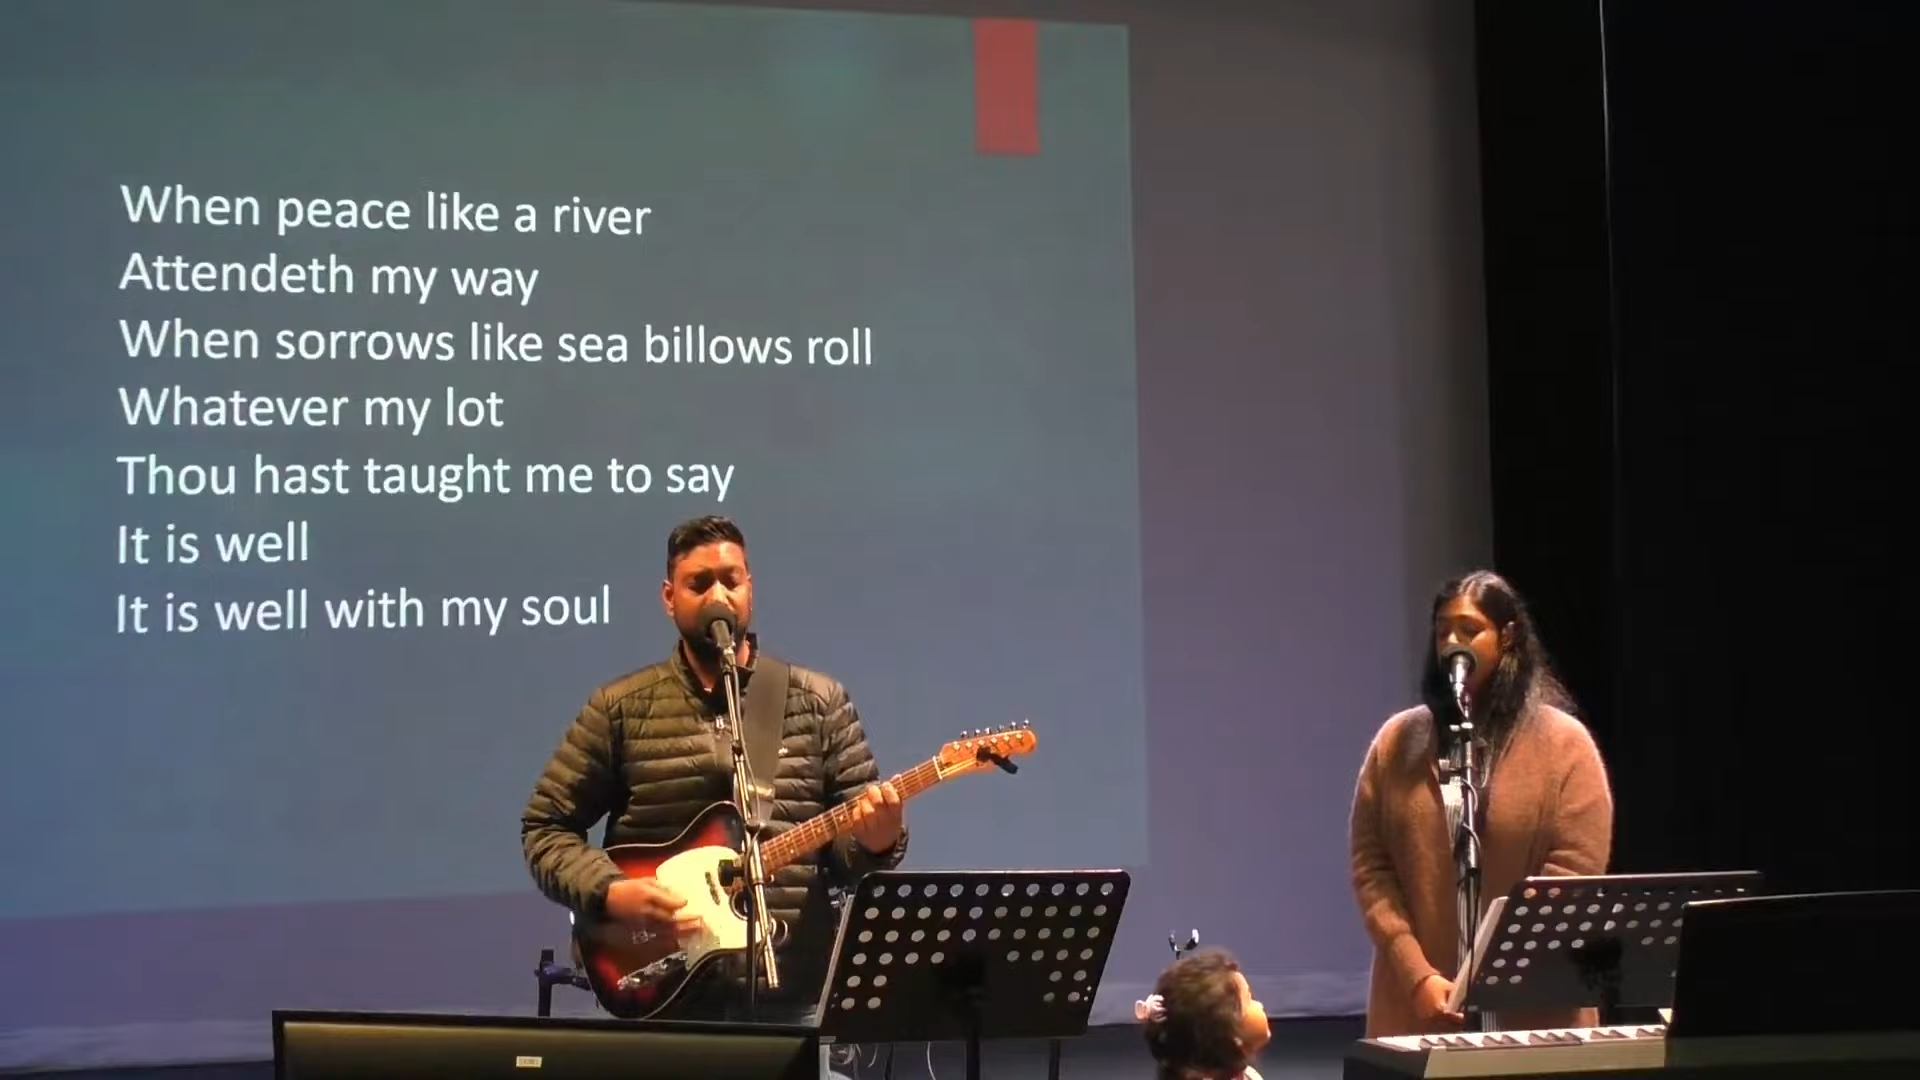 When peace like a river
Attendeth my way
When sorrows like sea billows roll
Whatever my lot
Thou hast taught me to say
It is well
It is well with my soul